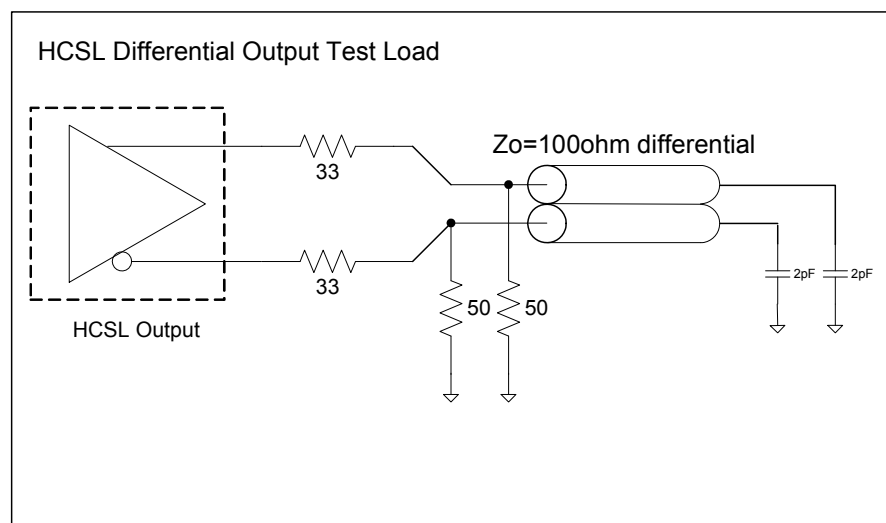 HCSL Differential Output Test Load
Zo=100ohm differential
33
33
50
50
2pF
2pF
HCSL Output